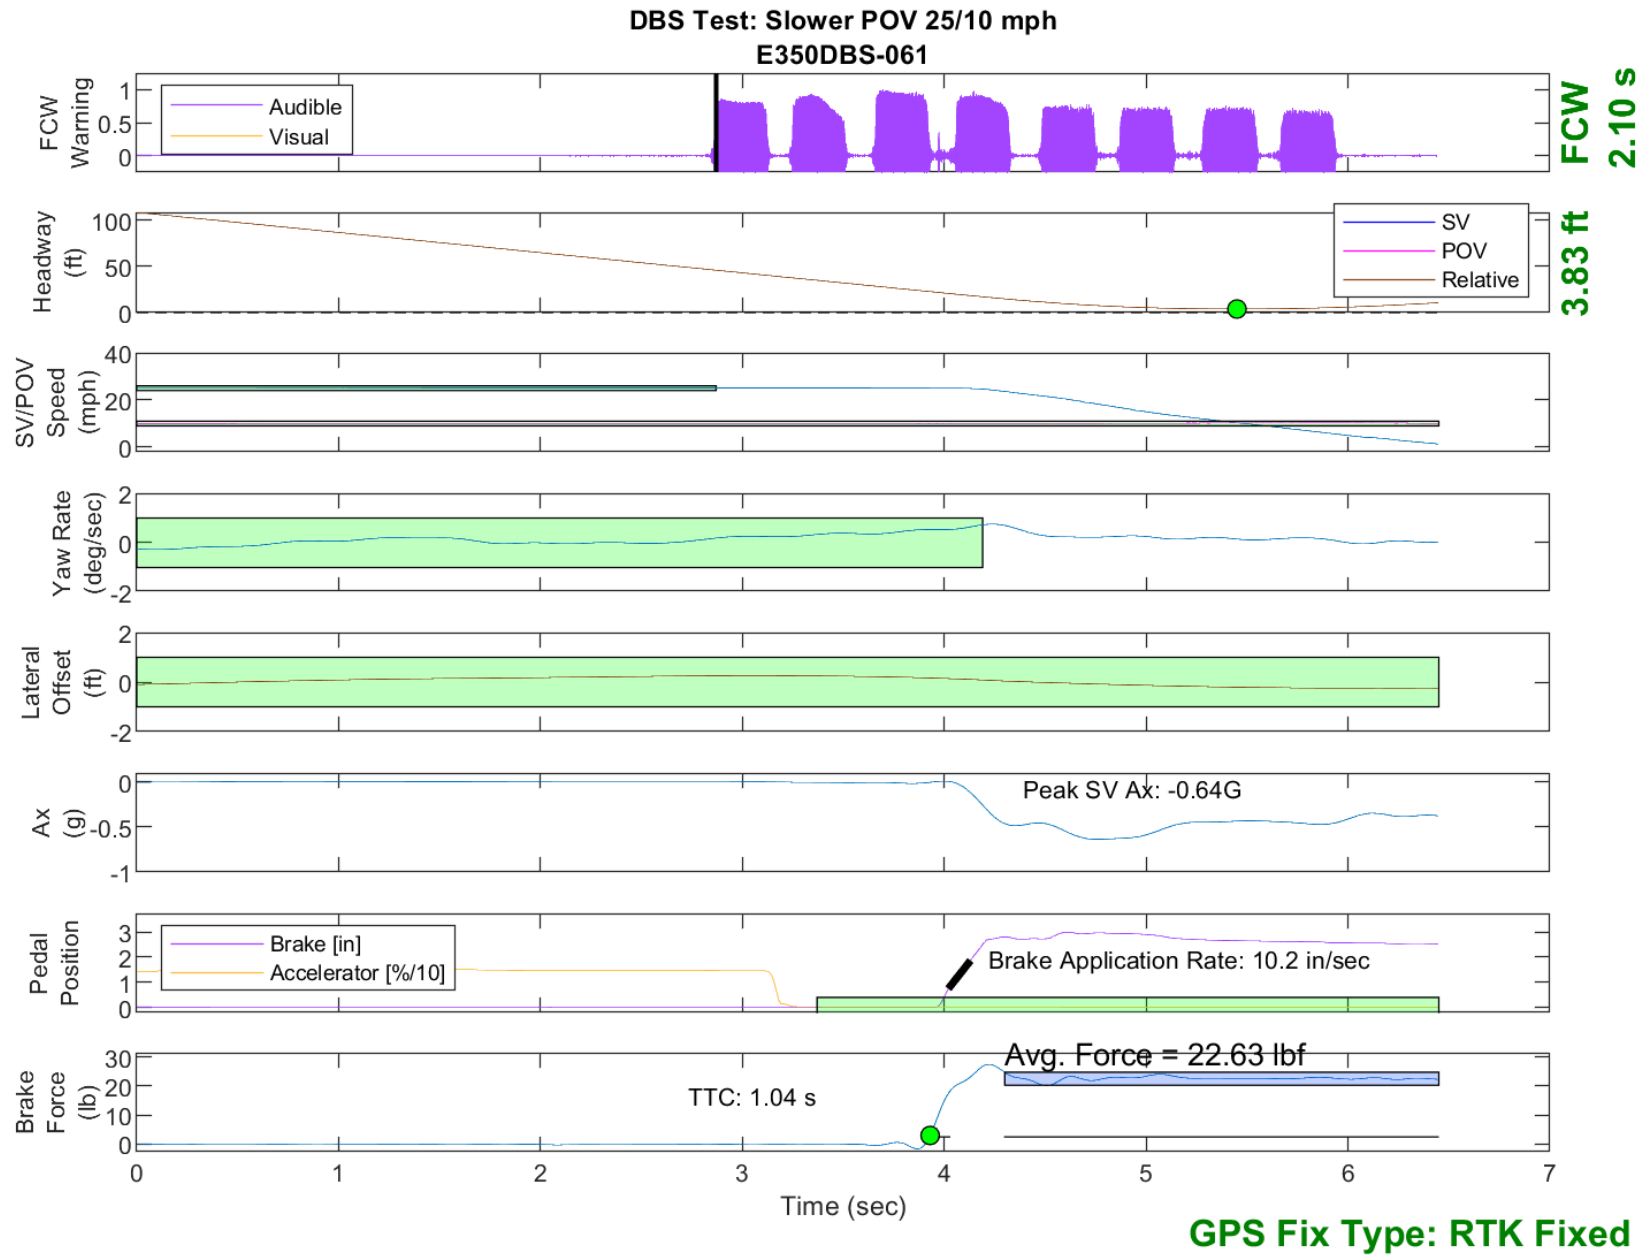 DBS Test: Slower POV 25/10 mph
E350DBS-061
FCW
Warning
1
0.5
0
Audible
Visual
FCW
2.10 s
Headway
(ft)
100
50
0
SV
POV
Relative
3.83 ft
SV/POV
Speed
(mph)
40
20
0
Yaw Rate
(deg/sec)
2
0
-2
Lateral
Offset
(ft)
2
0
-2
Ax
(g)
0
-0.5
-1
Peak SV Ax: -0.64G
Pedal
Position
3
2
1
0
Brake [in]
Accelerator [%/10]
Brake Application Rate: 10.2 in/sec
Brake
Force
(lb)
30
20
10
0
TTC: 1.04 s
Avg. Force = 22.63 lbf
0 1 2 3 4 5 6 7
Time (sec)
GPS Fix Type: RTK Fixed